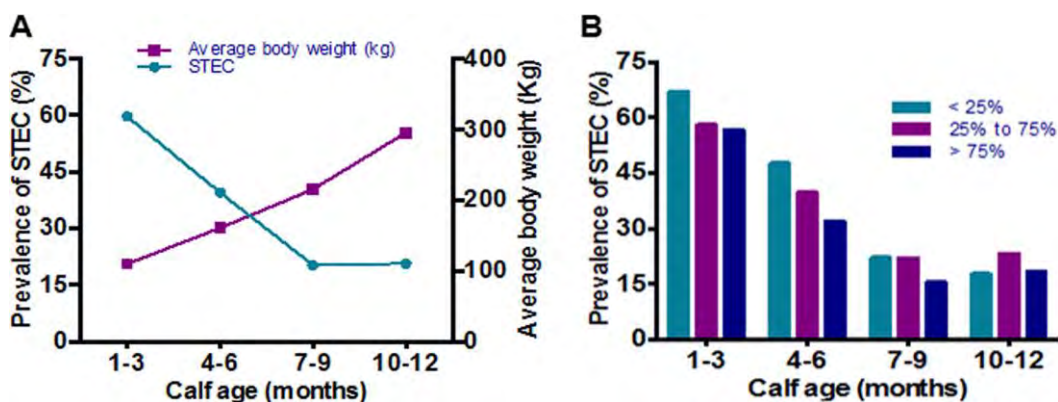 A
Average body weight (kg)
STEC
Prevalence of STEC (%)
75
60
45
30
15
0
400
300
200
100
0
Average body weight (Kg)
1-3 4-6 7-9 10-12
Calf age (months)
B
Prevalence of STEC (%)
75
60
45
30
15
0
< 25%
25% to 75%
> 75%
1-3 4-6 7-9 10-12
Calf age (months)